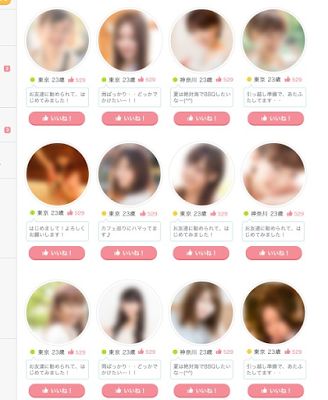 東京 23歳 529
東京 23歳 529
神奈川 23歳 529
東京 23歳 529
お友達に勧められて、は
じめてみました！
雨ばっかり・・どっかで
かけたいー！！
夏は絶対海でBBQしたい
なー(^^)
引っ越し準備で、あたふ
たしてます・・
いいね！
いいね！
いいね！
いいね！
東京 23歳 529
東京 23歳 529
東京 23歳 529
神奈川 23歳 529
はじめまして！よろしく
お願いします！
カフェ巡りにハマってま
す♪
お友達に勧められて、は
じめてみました！
お友達に勧められて、は
じめてみました！
いいね！
いいね！
いいね！
いいね！
東京 23歳 529
東京 23歳 529
神奈川 23歳 529
東京 23歳 529
お友達に勧められて、は
じめてみました！
雨ばっかり・・どっかで
かけたいー！！
夏は絶対海でBBQしたい
なー(^^)
引っ越し準備で、あたふ
たしてます・・
いいね！
いいね！
いいね！
いいね！